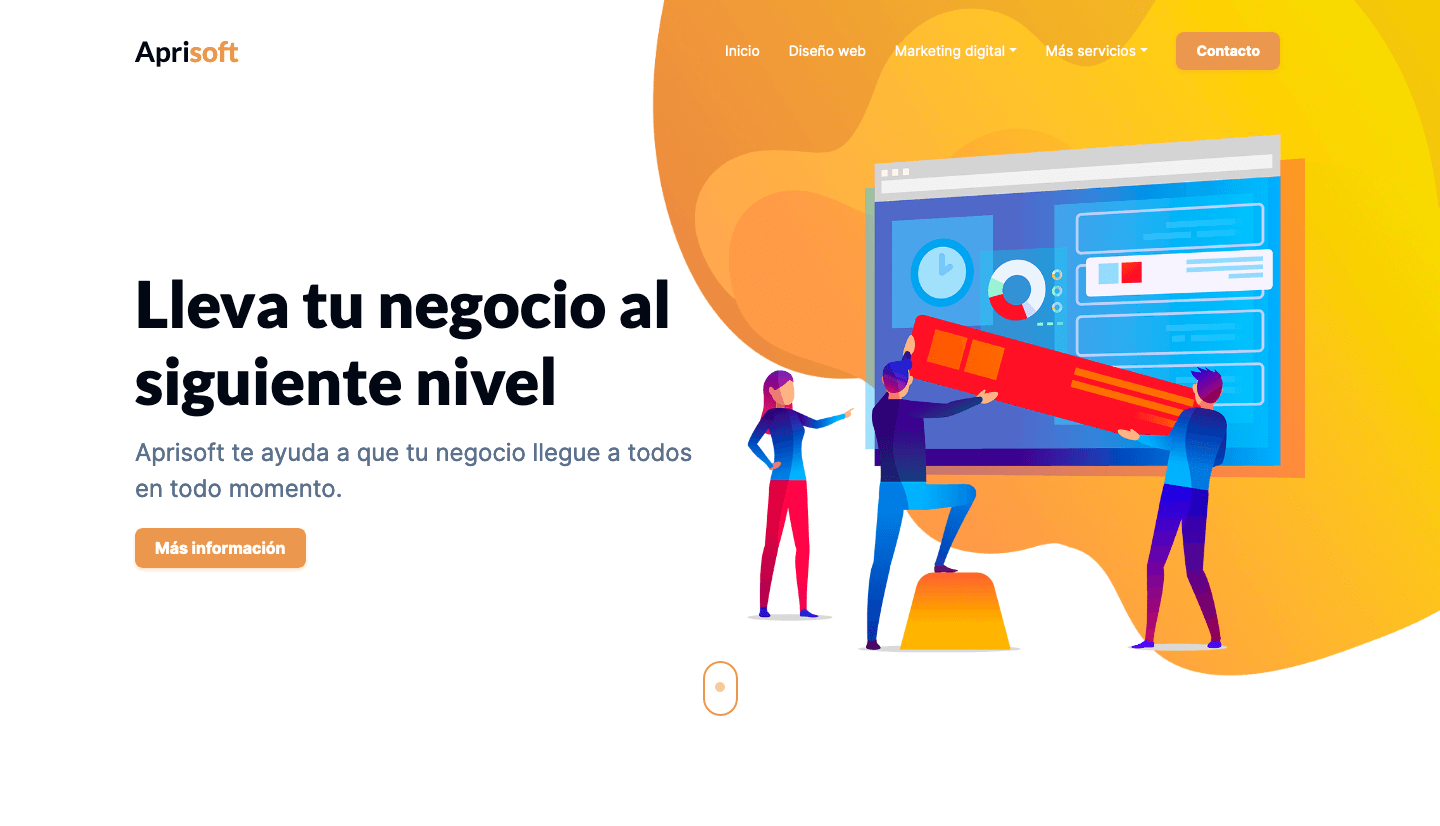 Aprisoft
Inicio Diseño web Marketing digital Más servicios Contacto
Lleva tu negocio al
siguiente nivel
Aprisoft te ayuda a que tu negocio llegue a todos
en todo momento.
Más información